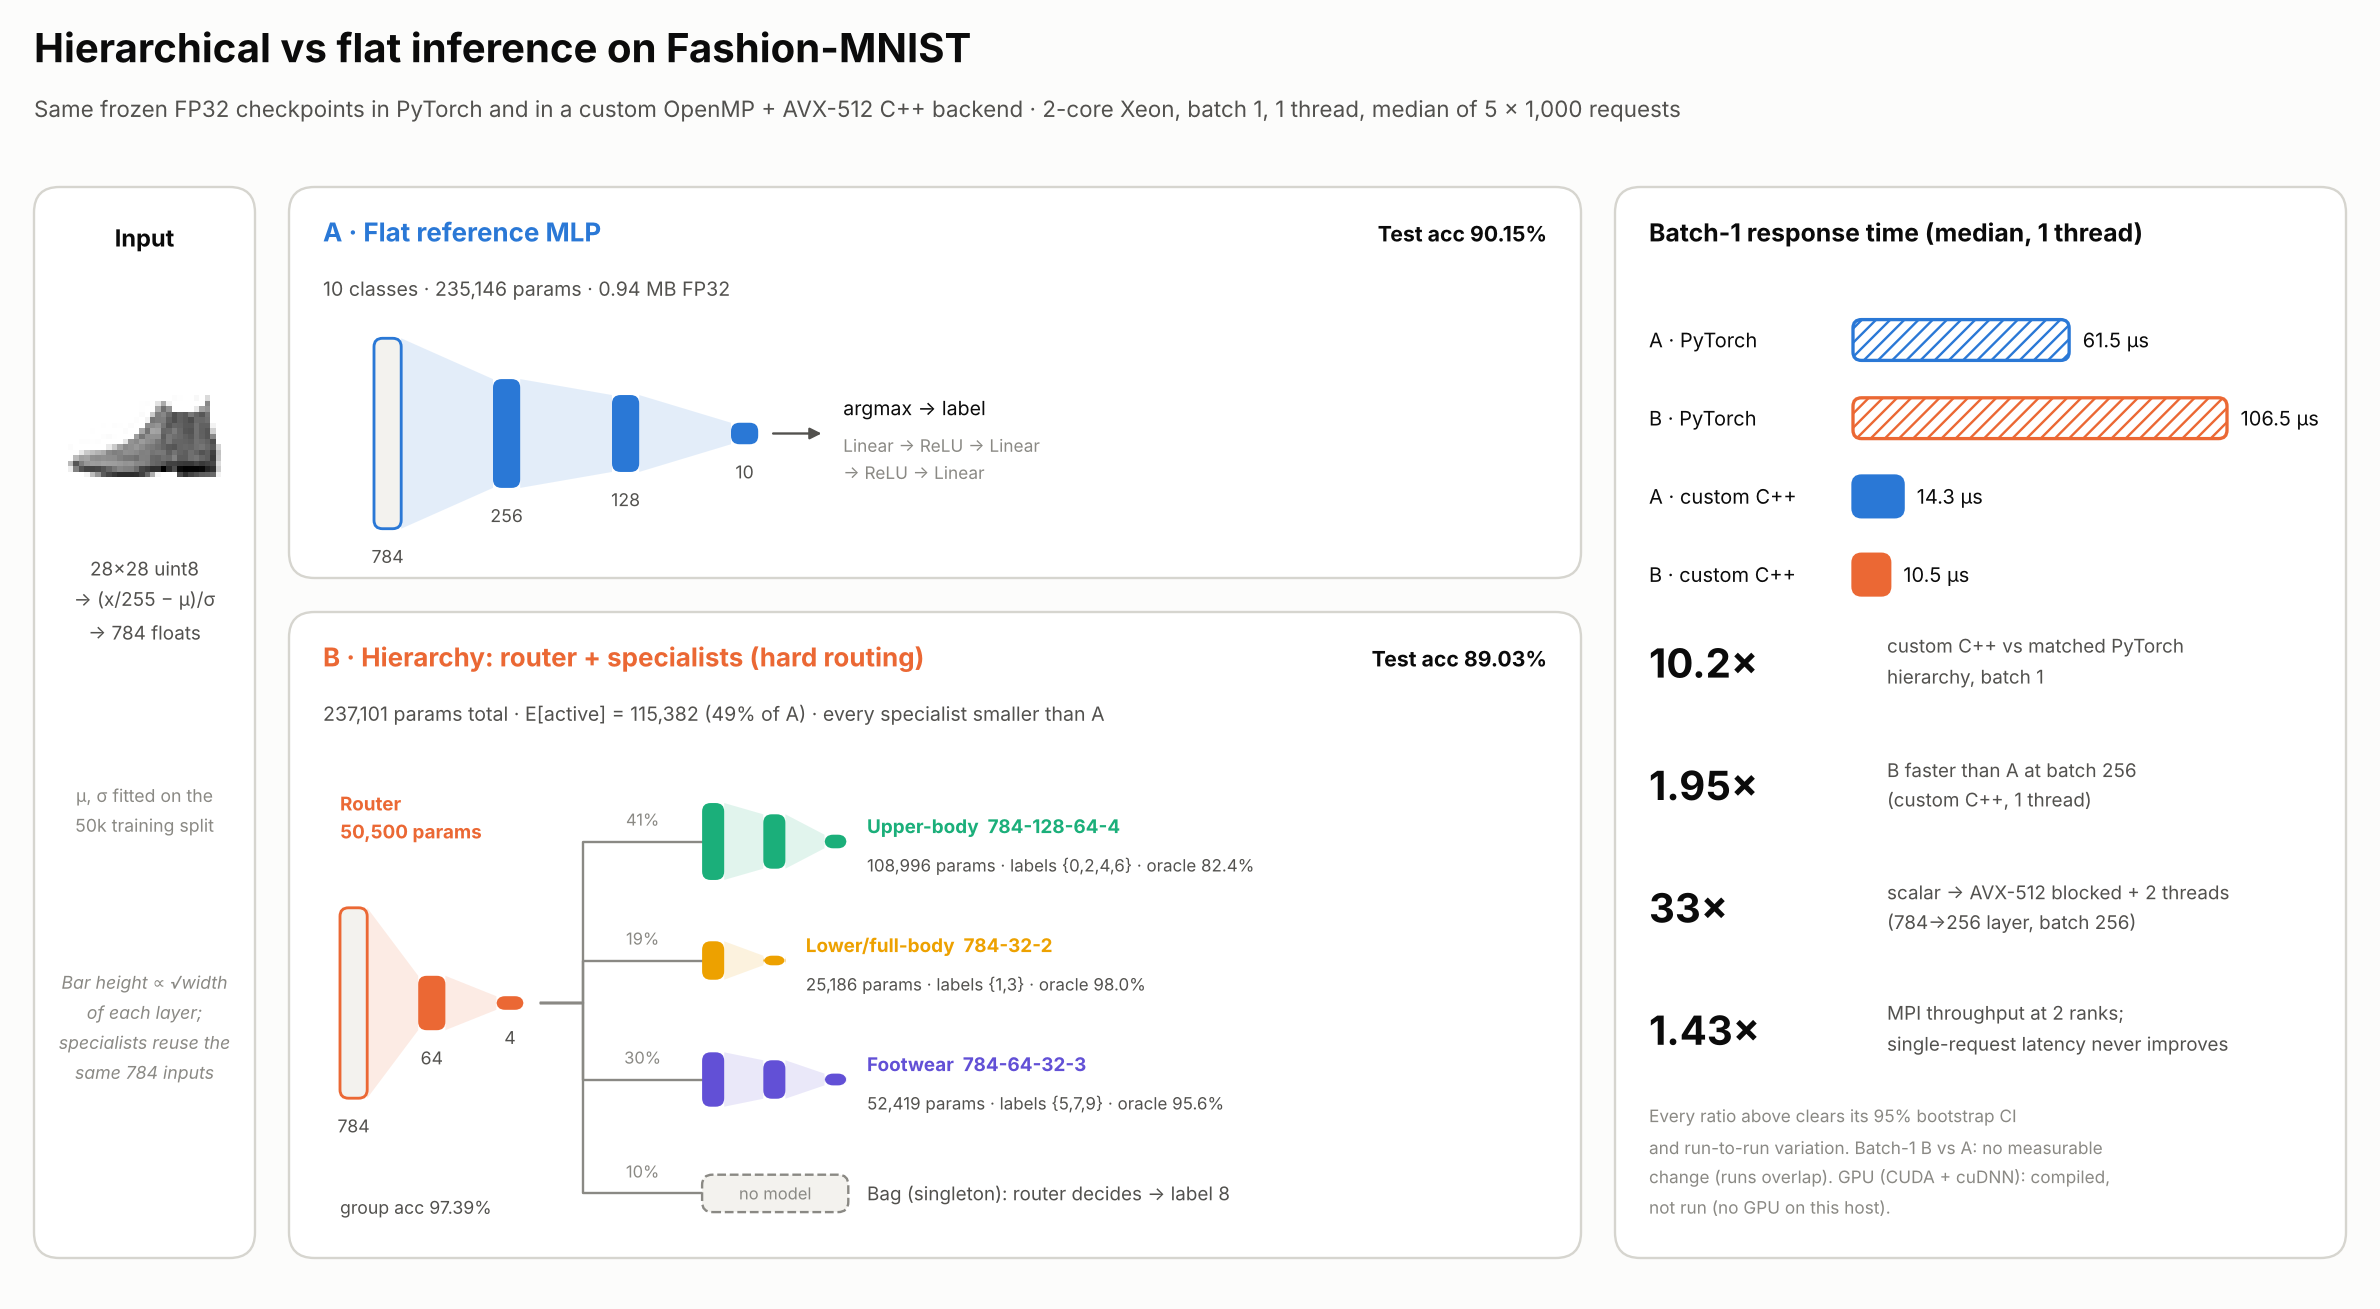 Hierarchical vs flat inference on Fashion-MNIST
Same frozen FP32 checkpoints in PyTorch and in a custom OpenMP + AVX-512 C++ backend · 2-core Xeon, batch 1, 1 thread, median of 5 × 1,000 requests
Input
28×28 uint8
→ (x/255 − μ)/σ
→ 784 floats
μ, σ fitted on the
50k training split
Bar height ∝ √width
of each layer;
specialists reuse the
same 784 inputs
A · Flat reference MLP
Test acc 90.15%
10 classes · 235,146 params · 0.94 MB FP32
784
256
128
10
argmax → label
Linear → ReLU → Linear
→ ReLU → Linear
B · Hierarchy: router + specialists (hard routing)
Test acc 89.03%
237,101 params total · E[active] = 115,382 (49% of A) · every specialist smaller than A
Router
50,500 params
784
64
4
group acc 97.39%
41%
Upper-body 784-128-64-4
108,996 params · labels {0,2,4,6} · oracle 82.4%
19%
Lower/full-body 784-32-2
25,186 params · labels {1,3} · oracle 98.0%
30%
Footwear 784-64-32-3
52,419 params · labels {5,7,9} · oracle 95.6%
10%
no model
Bag (singleton): router decides → label 8
Batch-1 response time (median, 1 thread)
A · PyTorch
61.5 µs
B · PyTorch
106.5 µs
A · custom C++
14.3 µs
B · custom C++
10.5 µs
10.2×
custom C++ vs matched PyTorch
hierarchy, batch 1
1.95×
B faster than A at batch 256
(custom C++, 1 thread)
33×
scalar → AVX-512 blocked + 2 threads
(784→256 layer, batch 256)
1.43×
MPI throughput at 2 ranks;
single-request latency never improves
Every ratio above clears its 95% bootstrap CI
and run-to-run variation. Batch-1 B vs A: no measurable
change (runs overlap). GPU (CUDA + cuDNN): compiled,
not run (no GPU on this host).